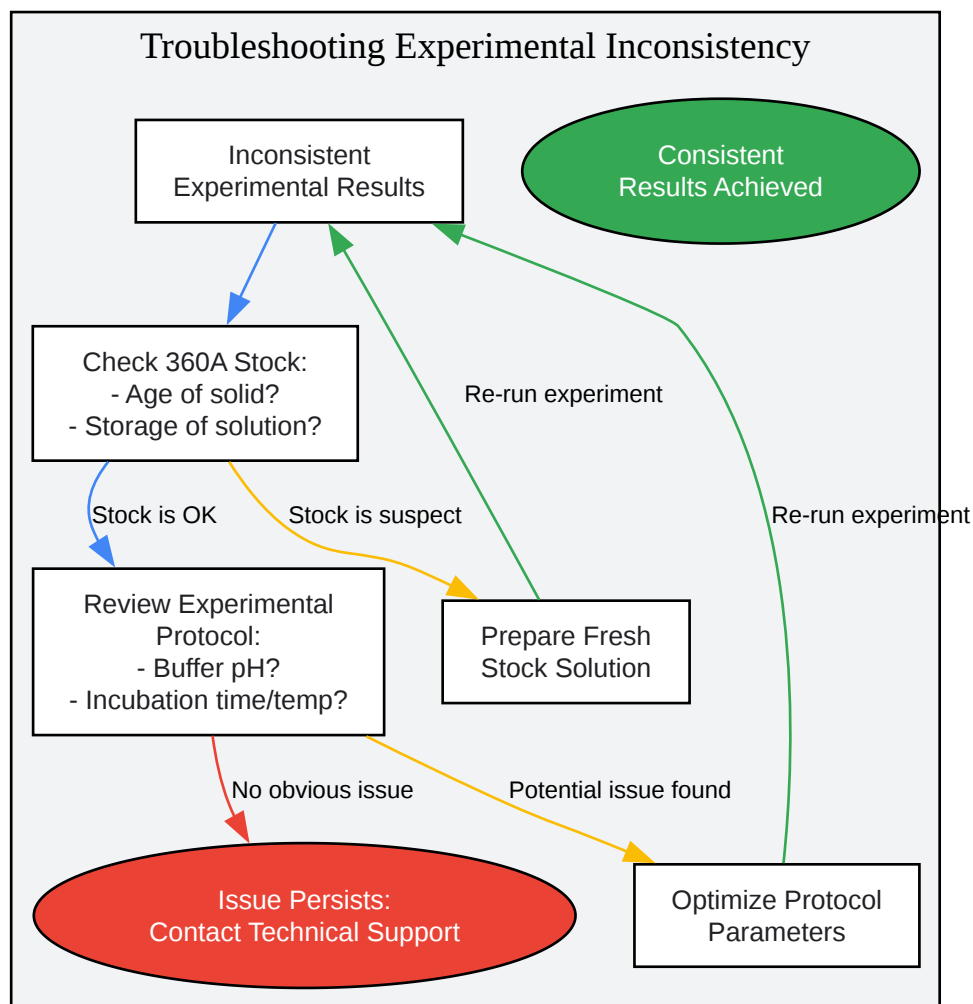 Troubleshooting Experimental Inconsistency
Inconsistent
Experimental Results
Consistent
Results Achieved
Check 360A Stock:
- Age of solid?
- Storage of solution?
Re-run experiment
Stock is OK
Stock is suspect
Re-run experiment
Review Experimental
Protocol:
- Buffer pH?
- Incubation time/temp?
Prepare Fresh
Stock Solution
No obvious issue
Potential issue found
Issue Persists:
Contact Technical Support
Optimize Protocol
Parameters